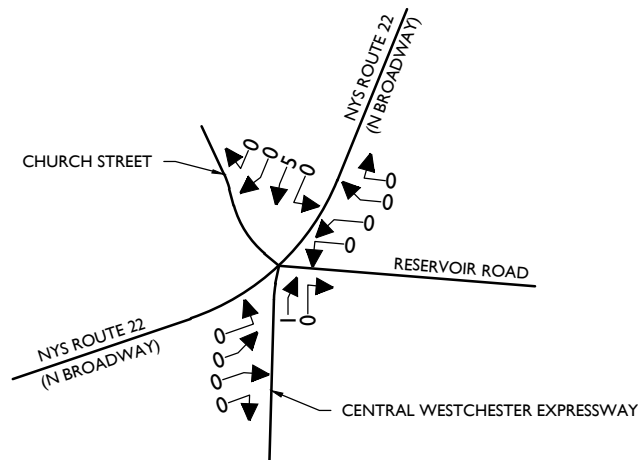 NYS ROUTE 22
(N BROADWAY)
CHURCH STREET
0
0
5
0
0
0
0
0
RESERVOIR ROAD
1
0
NYS ROUTE 22
(N BROADWAY)
0
0
0
0
CENTRAL WESTCHESTER EXPRESSWAY